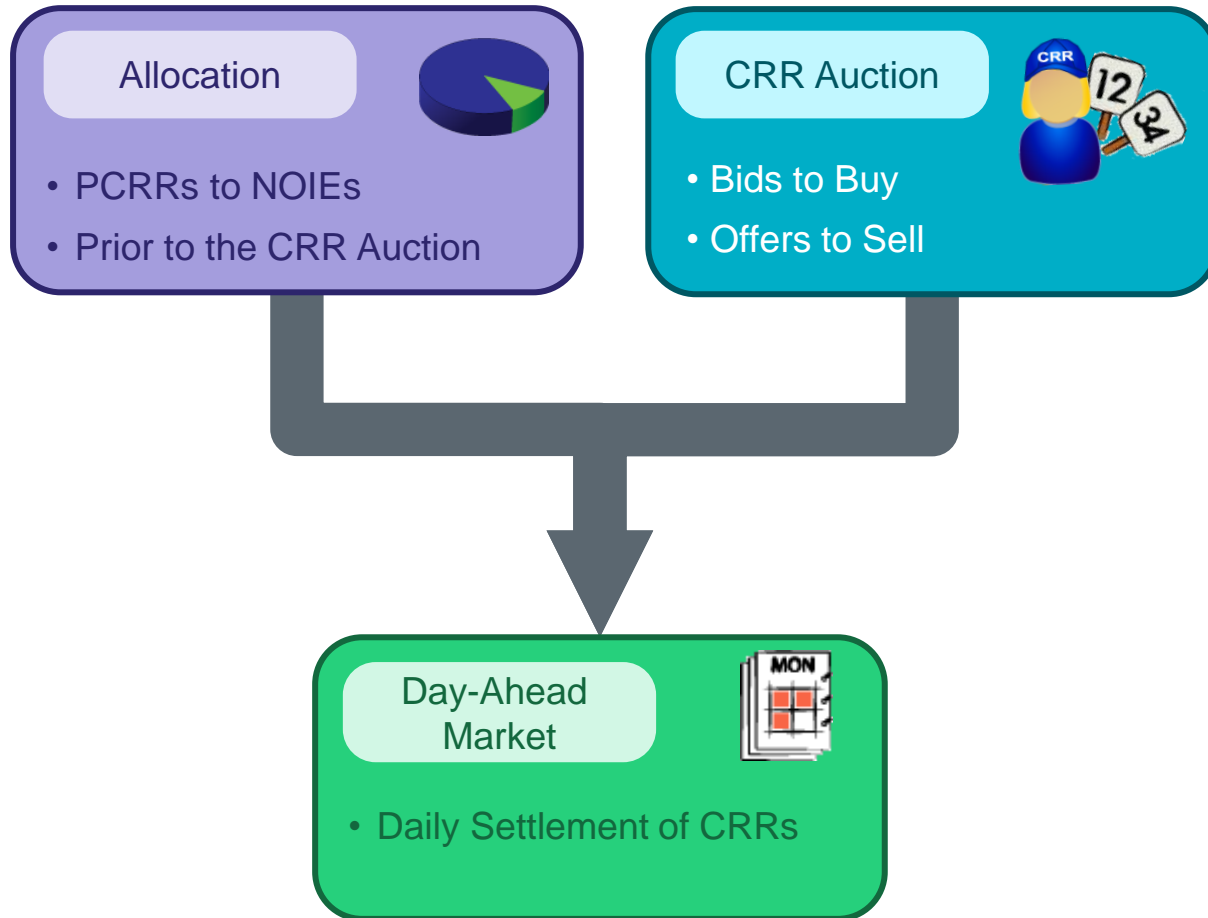 Allocation
• PCRRs to NOIEs
• Prior to the CRR Auction
CRR Auction
CRR
12
34
• Bids to Buy
• Offers to Sell
Day-Ahead
Market
MON
• Daily Settlement of CRRs